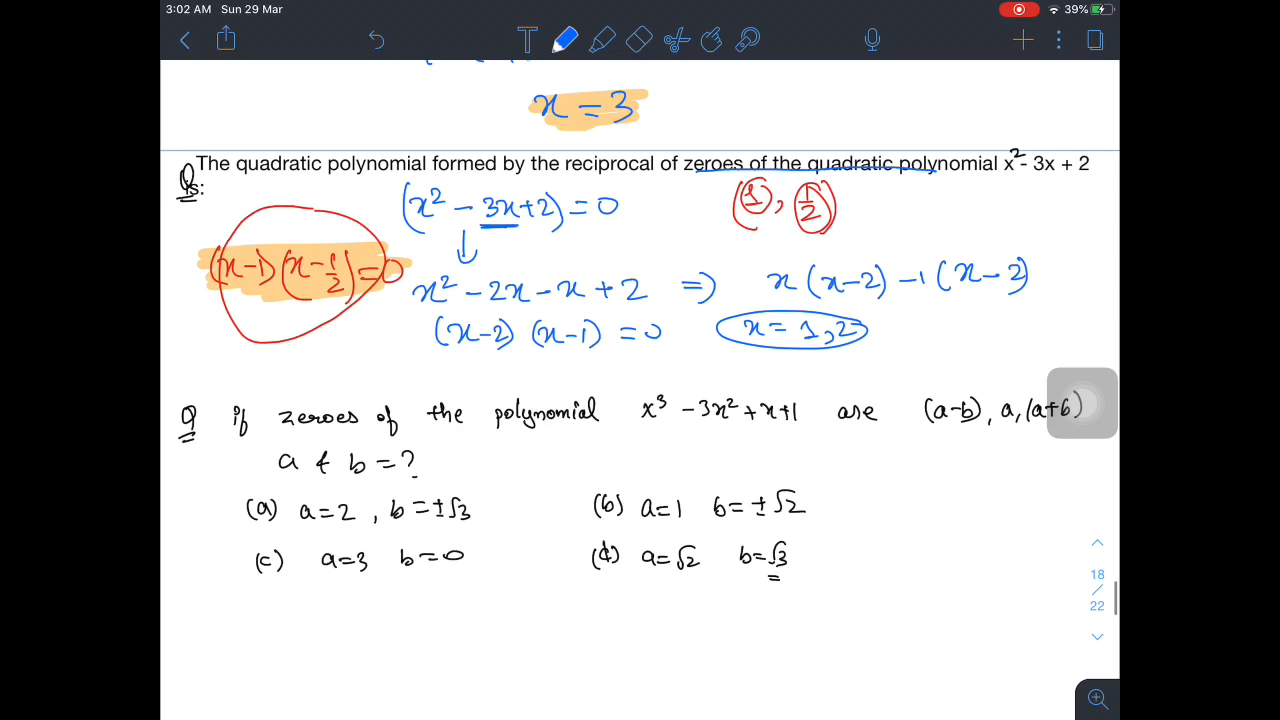 3:02 AM Sun 29 Mar
39%
T
x = 3
Q The quadratic polynomial formed by the reciprocal of zeroes of the quadratic polynomial x² - 3x + 2
is:
(x² - 3x + 2) = 0
(1, 1/2)
(x-1)(x-1/2) = 0
x² - 2x - x + 2 => x(x-2) -1(x-2)
(x-2) (x-1) = 0
x = 1,2
Q if zeroes of the polynomial x³ - 3x² + x + 1 are (a-b), a, (a+b)
a & b = ?
(a) a = 2, b = ±√3 (b) a = 1 b = ±√2
(c) a = 3 b = 0 (d) a = √2 b = √3
18
/
22